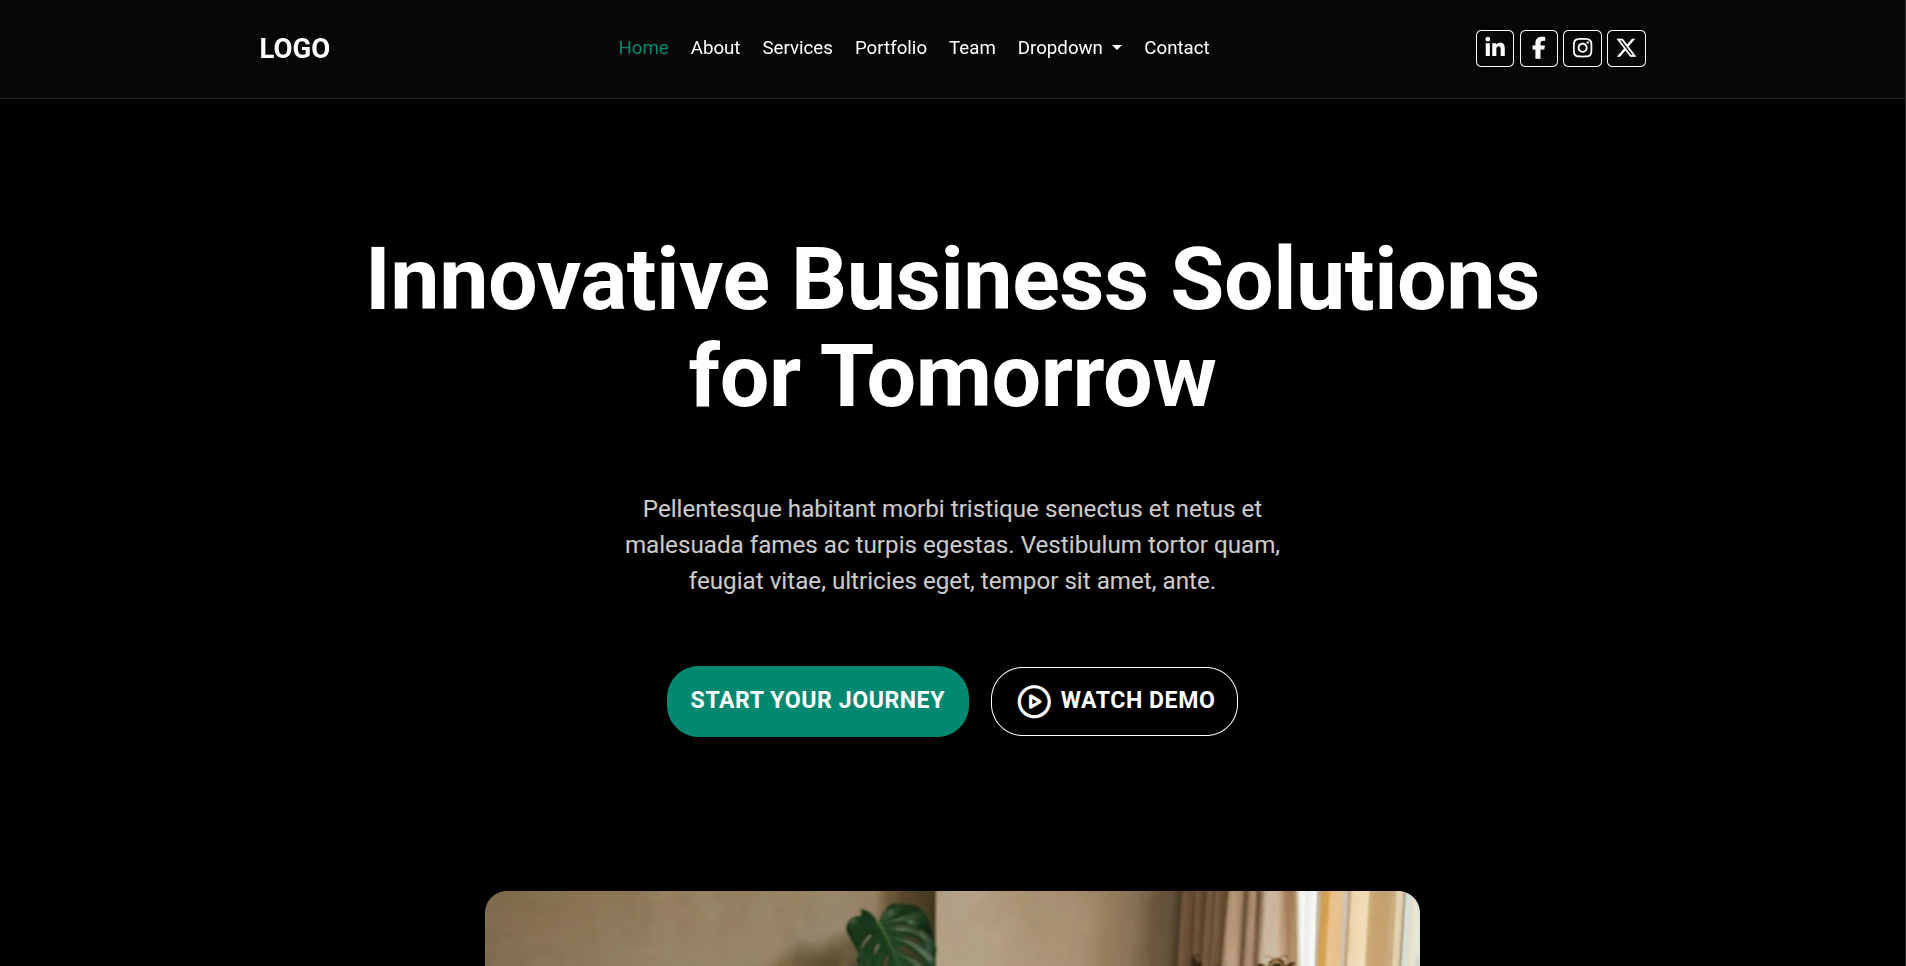 LOGO
Home About Services Portfolio Team Dropdown Contact
Innovative Business Solutions
for Tomorrow
Pellentesque habitant morbi tristique senectus et netus et
malesuada fames ac turpis egestas. Vestibulum tortor quam,
feugiat vitae, ultricies eget, tempor sit amet, ante.
START YOUR JOURNEY
WATCH DEMO